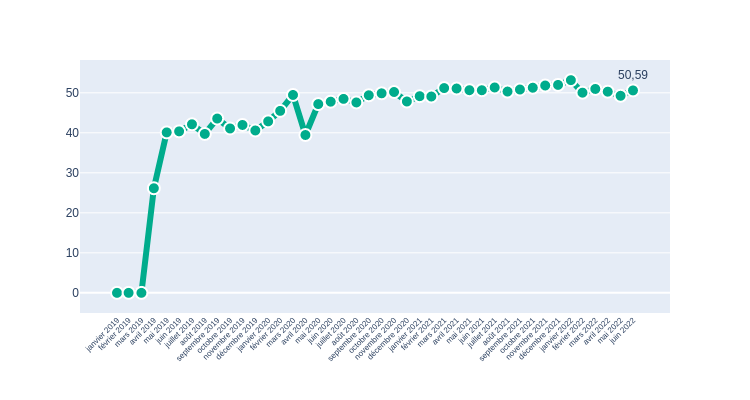 50,59
50
40
30
20
10
0
janvier 2019
février 2019
mars 2019
avril 2019
mai 2019
juin 2019
juillet 2019
août 2019
septembre 2019
octobre 2019
novembre 2019
décembre 2019
janvier 2020
février 2020
mars 2020
avril 2020
mai 2020
juin 2020
juillet 2020
août 2020
septembre 2020
octobre 2020
novembre 2020
décembre 2020
janvier 2021
février 2021
mars 2021
avril 2021
mai 2021
juin 2021
juillet 2021
août 2021
septembre 2021
octobre 2021
novembre 2021
décembre 2021
janvier 2022
février 2022
mars 2022
avril 2022
mai 2022
juin 2022